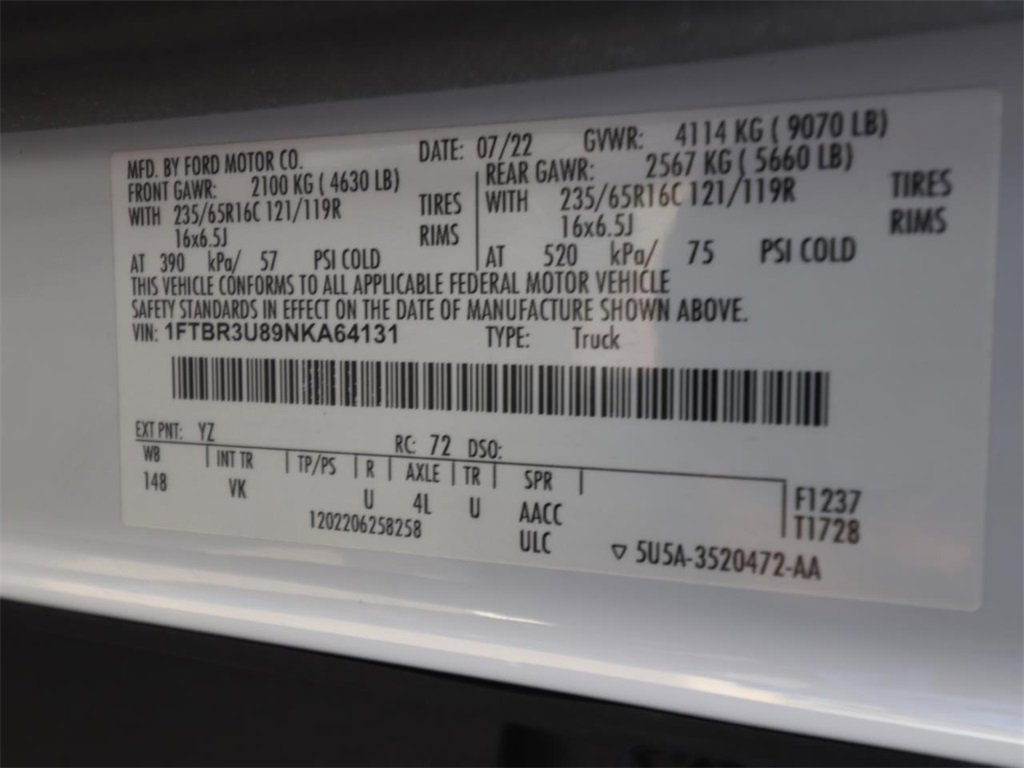 MFD. BY FORD MOTOR CO. DATE: 07/22 GVWR: 4114 KG ( 9070 LB)
FRONT GAWR: 2100 KG ( 4630 LB) REAR GAWR: 2567 KG ( 5660 LB)
WITH 235/65R16C 121/119R TIRES WITH 235/65R16C 121/119R TIRES
16x6.5J RIMS 16x6.5J RIMS
AT 390 kPa/ 57 PSI COLD AT 520 kPa/ 75 PSI COLD
THIS VEHICLE CONFORMS TO ALL APPLICABLE FEDERAL MOTOR VEHICLE
SAFETY STANDARDS IN EFFECT ON THE DATE OF MANUFACTURE SHOWN ABOVE.
VIN: 1FTBR3U89NKA64131 TYPE: Truck
EXT PNT: YZ RC: 72 DSO:
WB INT TR TP/PS R AXLE TR SPR
148 VK U 4L U AACC F1237
1202206258258 ULC T1728
▽ 5U5A-3520472-AA